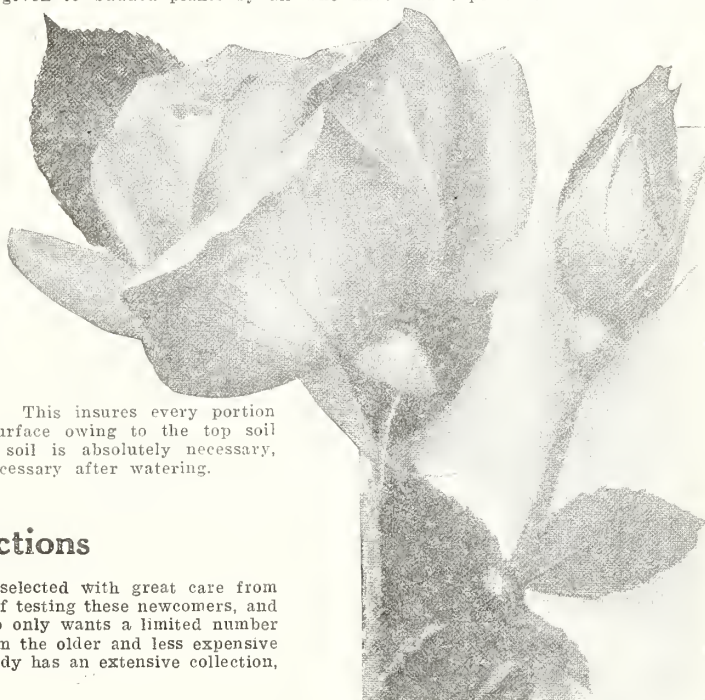 This insures every portion
urface owing to the top soil
soil is absolutely necessary,
cessary after watering.
ctions
selected with great care from
f testing these newcomers, and
only wants a limited number
n the older and less expensive
dy has an extensive collection,